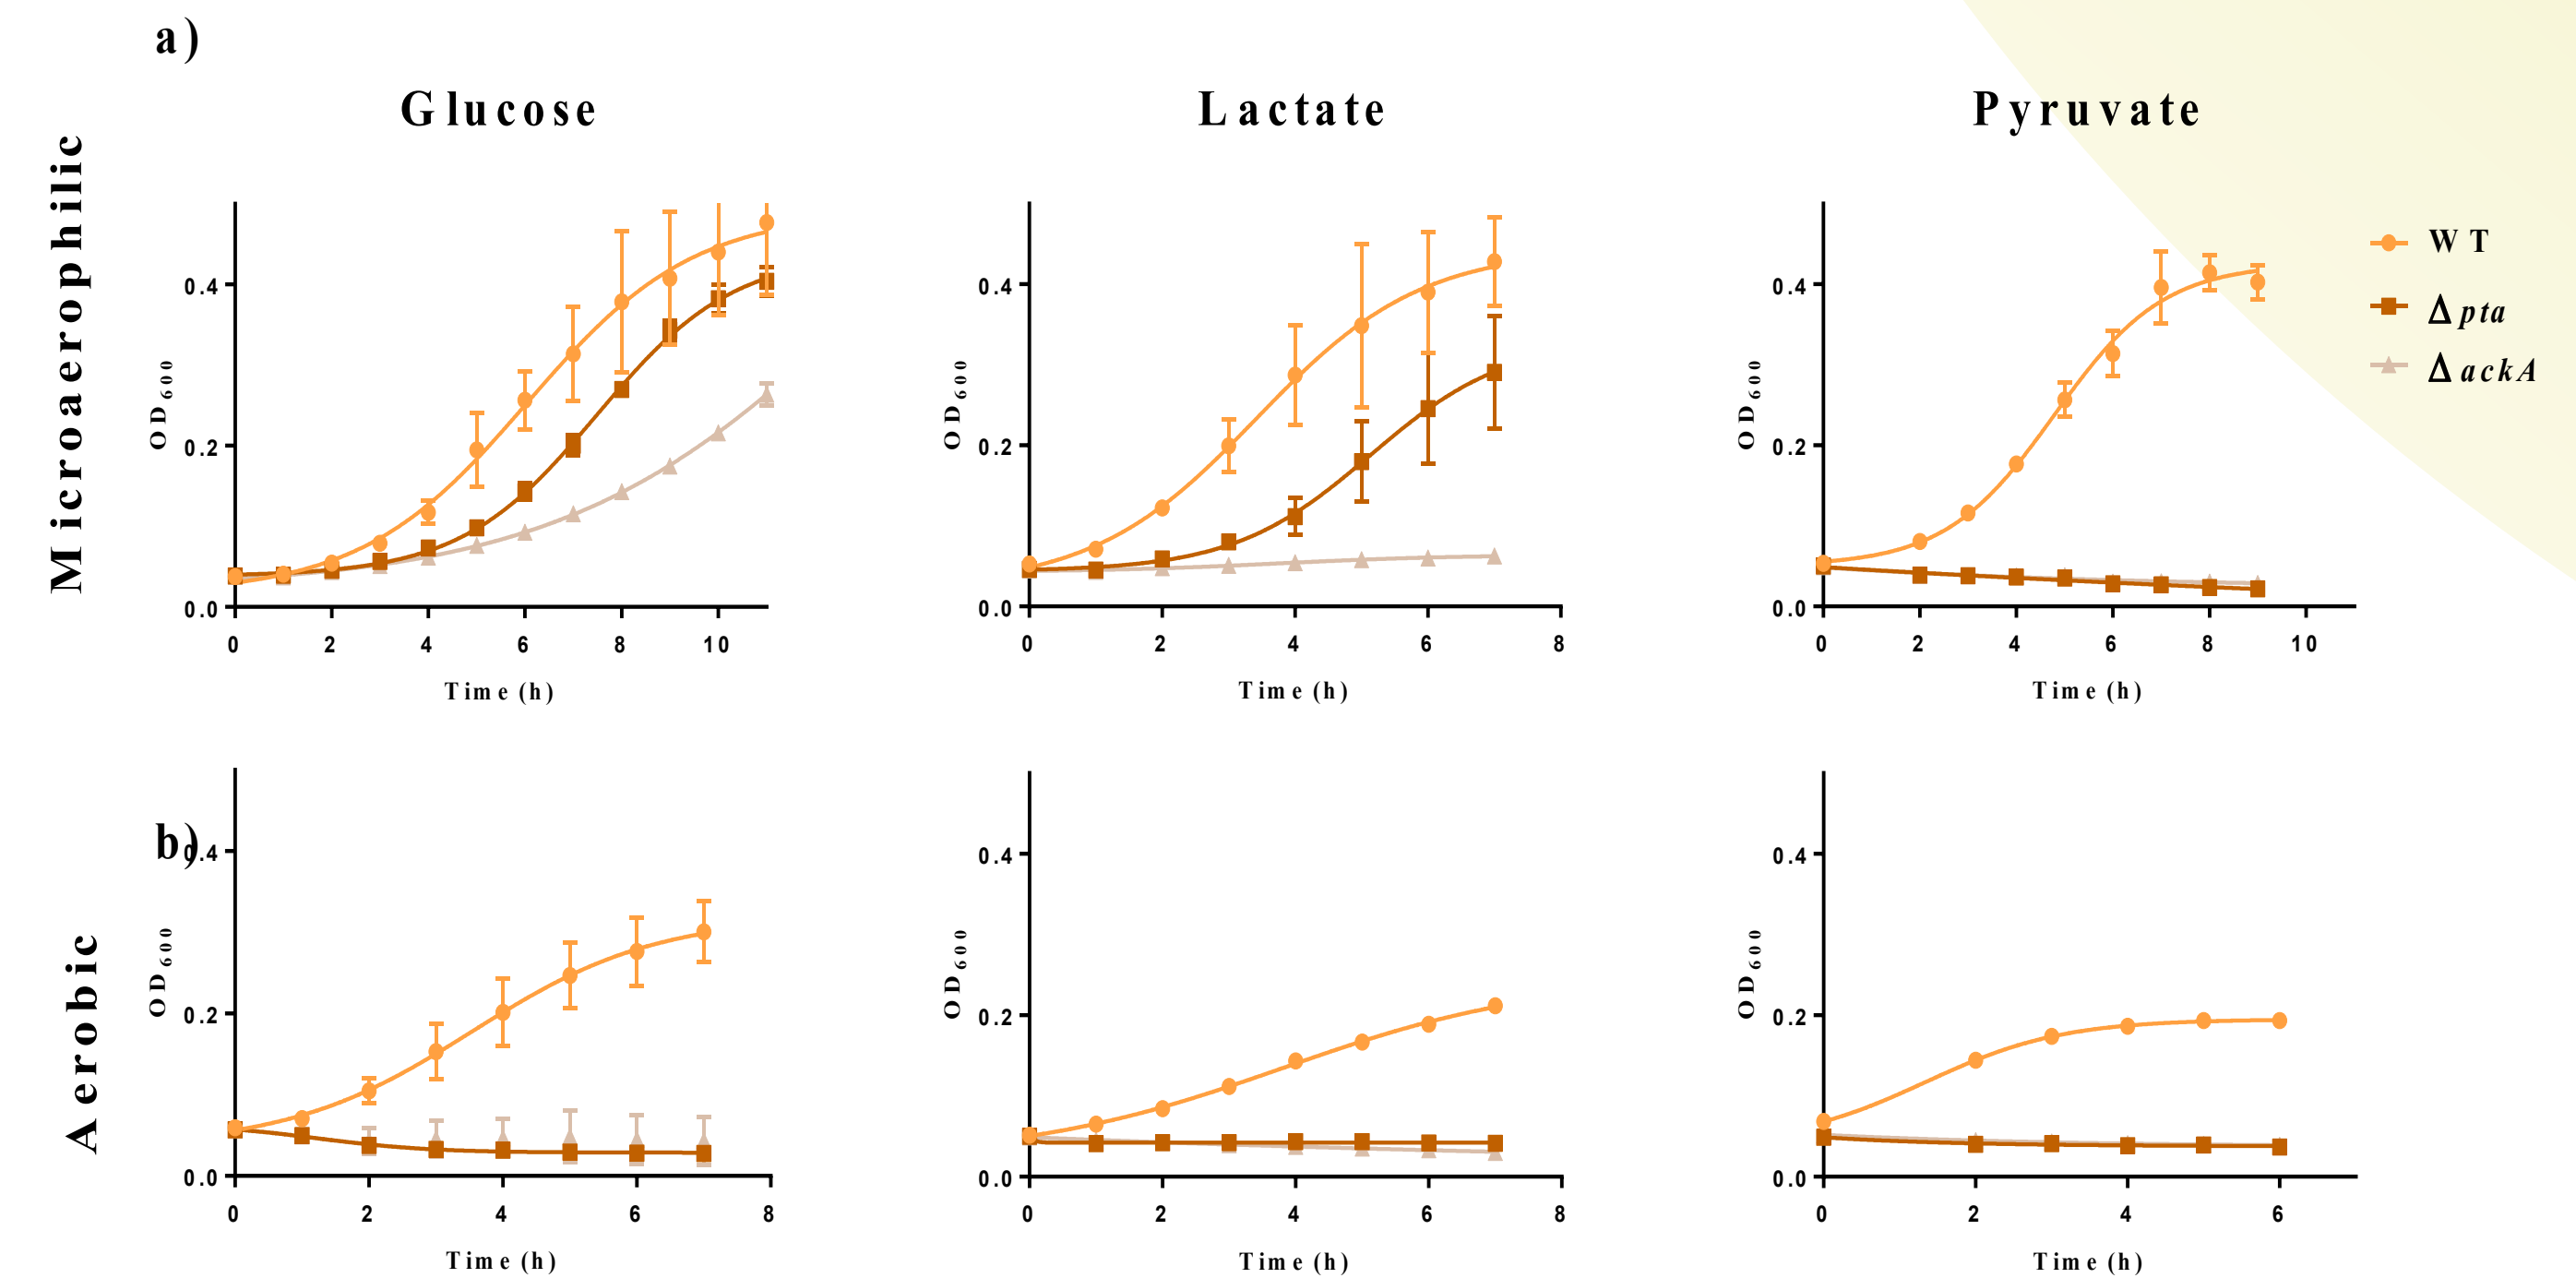 a)
Glucose
Lactate
Pyruvate
Microaerophilic
OD600
0.4
0.2
0.0
0 2 4 6 8 10
Time (h)
OD600
0.4
0.2
0.0
0 2 4 6 8
Time (h)
OD600
0.4
0.2
0.0
0 2 4 6 8 10
Time (h)
WT
Δpta
ΔackA
b)
Aerobic
OD600
0.4
0.2
0.0
0 2 4 6 8
Time (h)
OD600
0.4
0.2
0.0
0 2 4 6 8
Time (h)
OD600
0.4
0.2
0.0
0 2 4 6
Time (h)